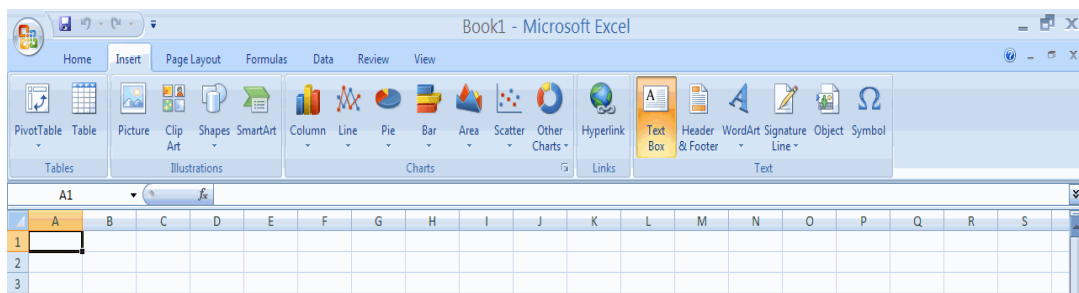 Book1 - Microsoft Excel
Home Insert Page Layout Formulas Data Review View
PivotTable Table Picture Clip Art Shapes SmartArt Column Line Pie Bar Area Scatter Other Charts Hyperlink Text Box Header & Footer WordArt Signature Line Object Symbol
Tables Illustrations Charts Links Text
A1 fx
A B C D E F G H I J K L M N O P Q R S
1
2
3